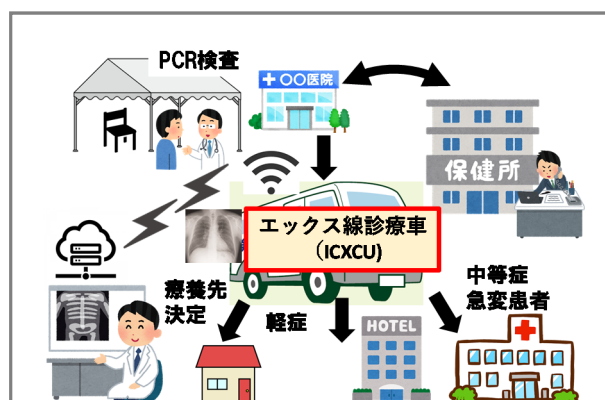 PCR検査
〇〇医院
保健所
エックス線診療車
（ICXCU)
療養先
決定
軽症
HOTEL
中等症
急変患者